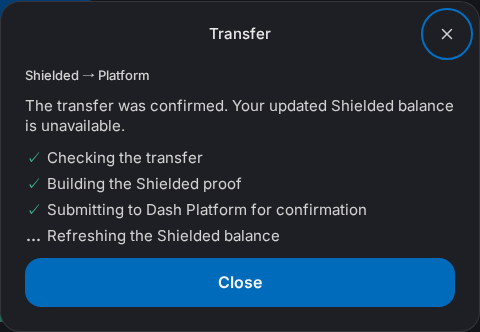 Transfer
Shielded → Platform
The transfer was confirmed. Your updated Shielded balance
is unavailable.
✓ Checking the transfer
✓ Building the Shielded proof
✓ Submitting to Dash Platform for confirmation
... Refreshing the Shielded balance
Close